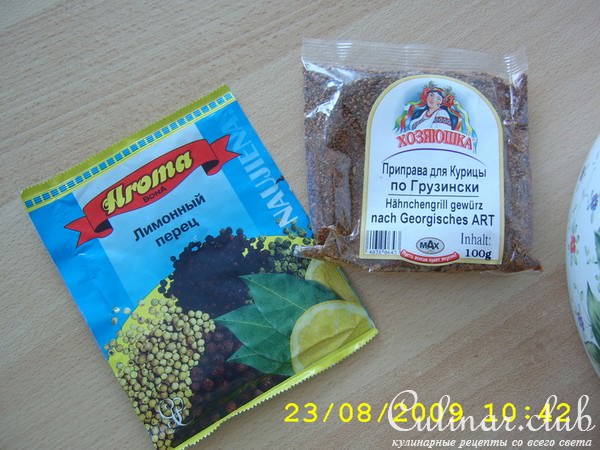 Aroma
BONA
NAUJIENA
Лимонный
перец
ХОЗЯЮШКА
Приправа для Курицы
по Грузински
Hähnchengrill gewürz
nach Georgisches ART
MAX
Inhalt:
100g
23/08/2009 10:42
Culinar.club
кулинарные рецепты со всего света